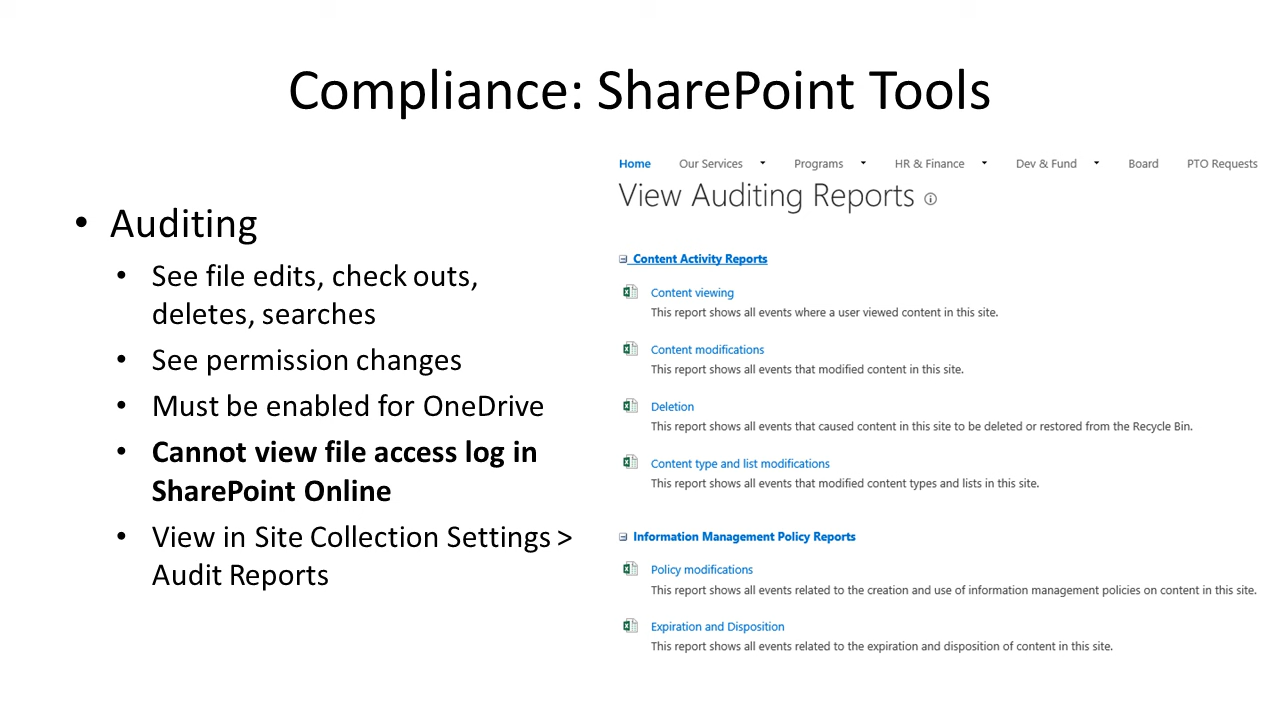 Compliance: SharePoint Tools
• Auditing
• See file edits, check outs,
deletes, searches
• See permission changes
• Must be enabled for OneDrive
• Cannot view file access log in
SharePoint Online
• View in Site Collection Settings >
Audit Reports
Home Our Services Programs HR & Finance Dev & Fund Board PTO Requests
View Auditing Reports
Content Activity Reports
Content viewing
This report shows all events where a user viewed content in this site.
Content modifications
This report shows all events that modified content in this site.
Deletion
This report shows all events that caused content in this site to be deleted or restored from the Recycle Bin.
Content type and list modifications
This report shows all events that modified content types and lists in this site.
Information Management Policy Reports
Policy modifications
This report shows all events related to the creation and use of information management policies on content in this site.
Expiration and Disposition
This report shows all events related to the expiration and disposition of content in this site.